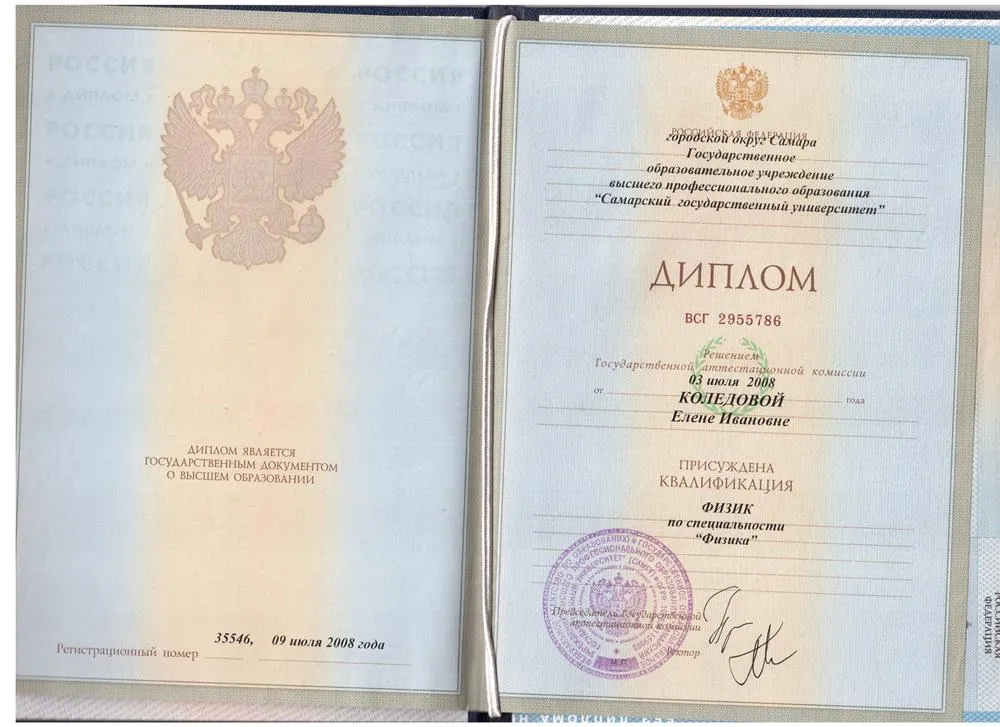 ДИПЛОМ ЯВЛЯЕТСЯ
ГОСУДАРСТВЕННЫМ ДОКУМЕНТОМ
О ВЫСШЕМ ОБРАЗОВАНИИ
35546, 09 июля 2008 года
Регистрационный номер
РОССИЙСКАЯ ФЕДЕРАЦИЯ
городской округ Самара
Государственное
образовательное учреждение
высшего профессионального образования
“Самарский государственный университет”
ДИПЛОМ
ВСГ 2955786
Решением
Государственной аттестационной комиссии
03 июля 2008
от года
КОЛЕДОВОЙ
Елене Ивановне
ПРИСУЖДЕНА
КВАЛИФИКАЦИЯ
ФИЗИК
по специальности
“Физика”
Председатель Государственной
аттестационной комиссии
Ректор
М.П.
ФЕДЕРАЦИЯ